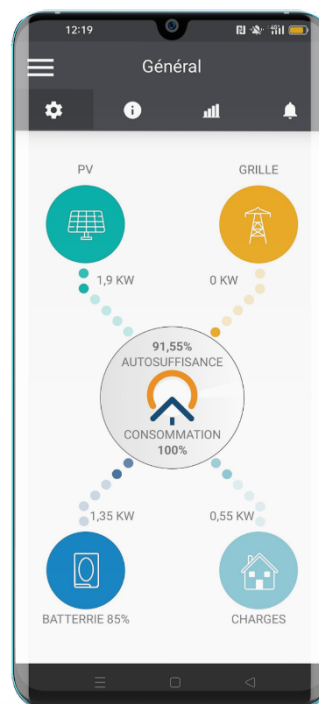 12:19
Général
PV
GRILLE
1,9 KW
0 KW
91,55%
AUTOSUFFISANCE
CONSOMMATION
100%
1,35 KW
0,55 KW
BATTERRIE 85%
CHARGES